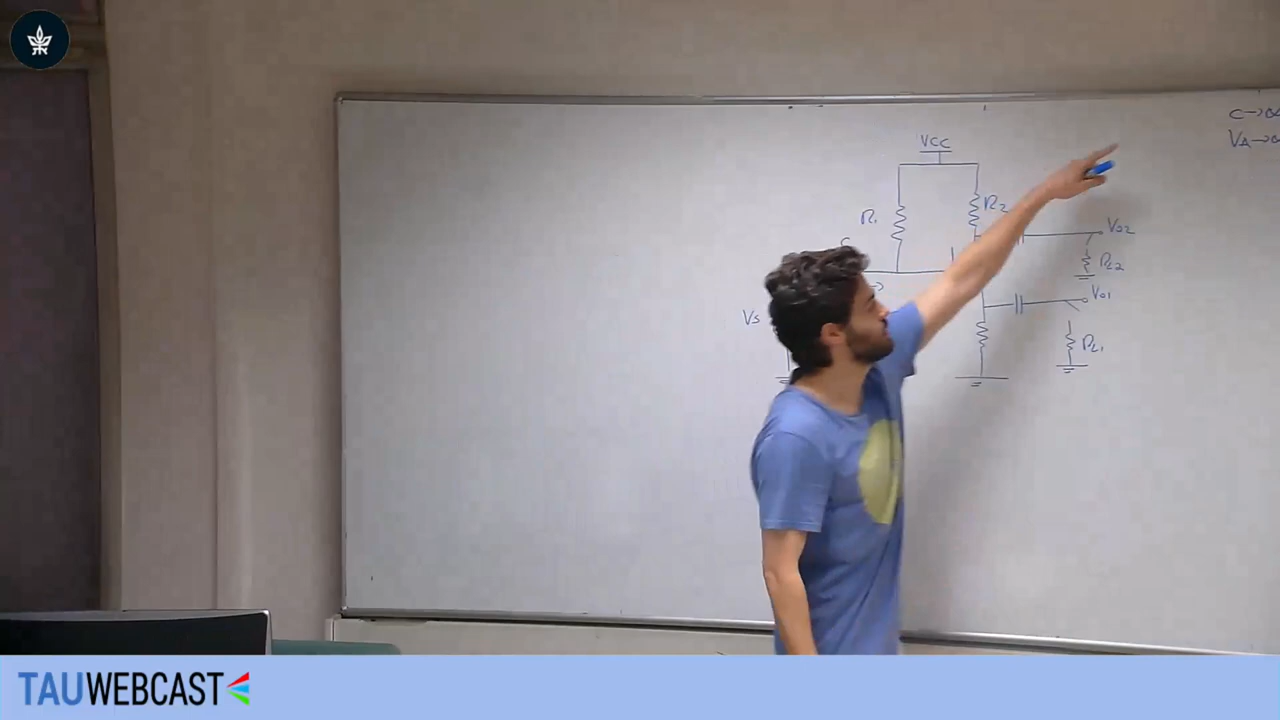 C→∞
VCC
VA→∞
R1
R2
Vo2
RL2
Vo1
Vs
RL1
TAUWEBCAST